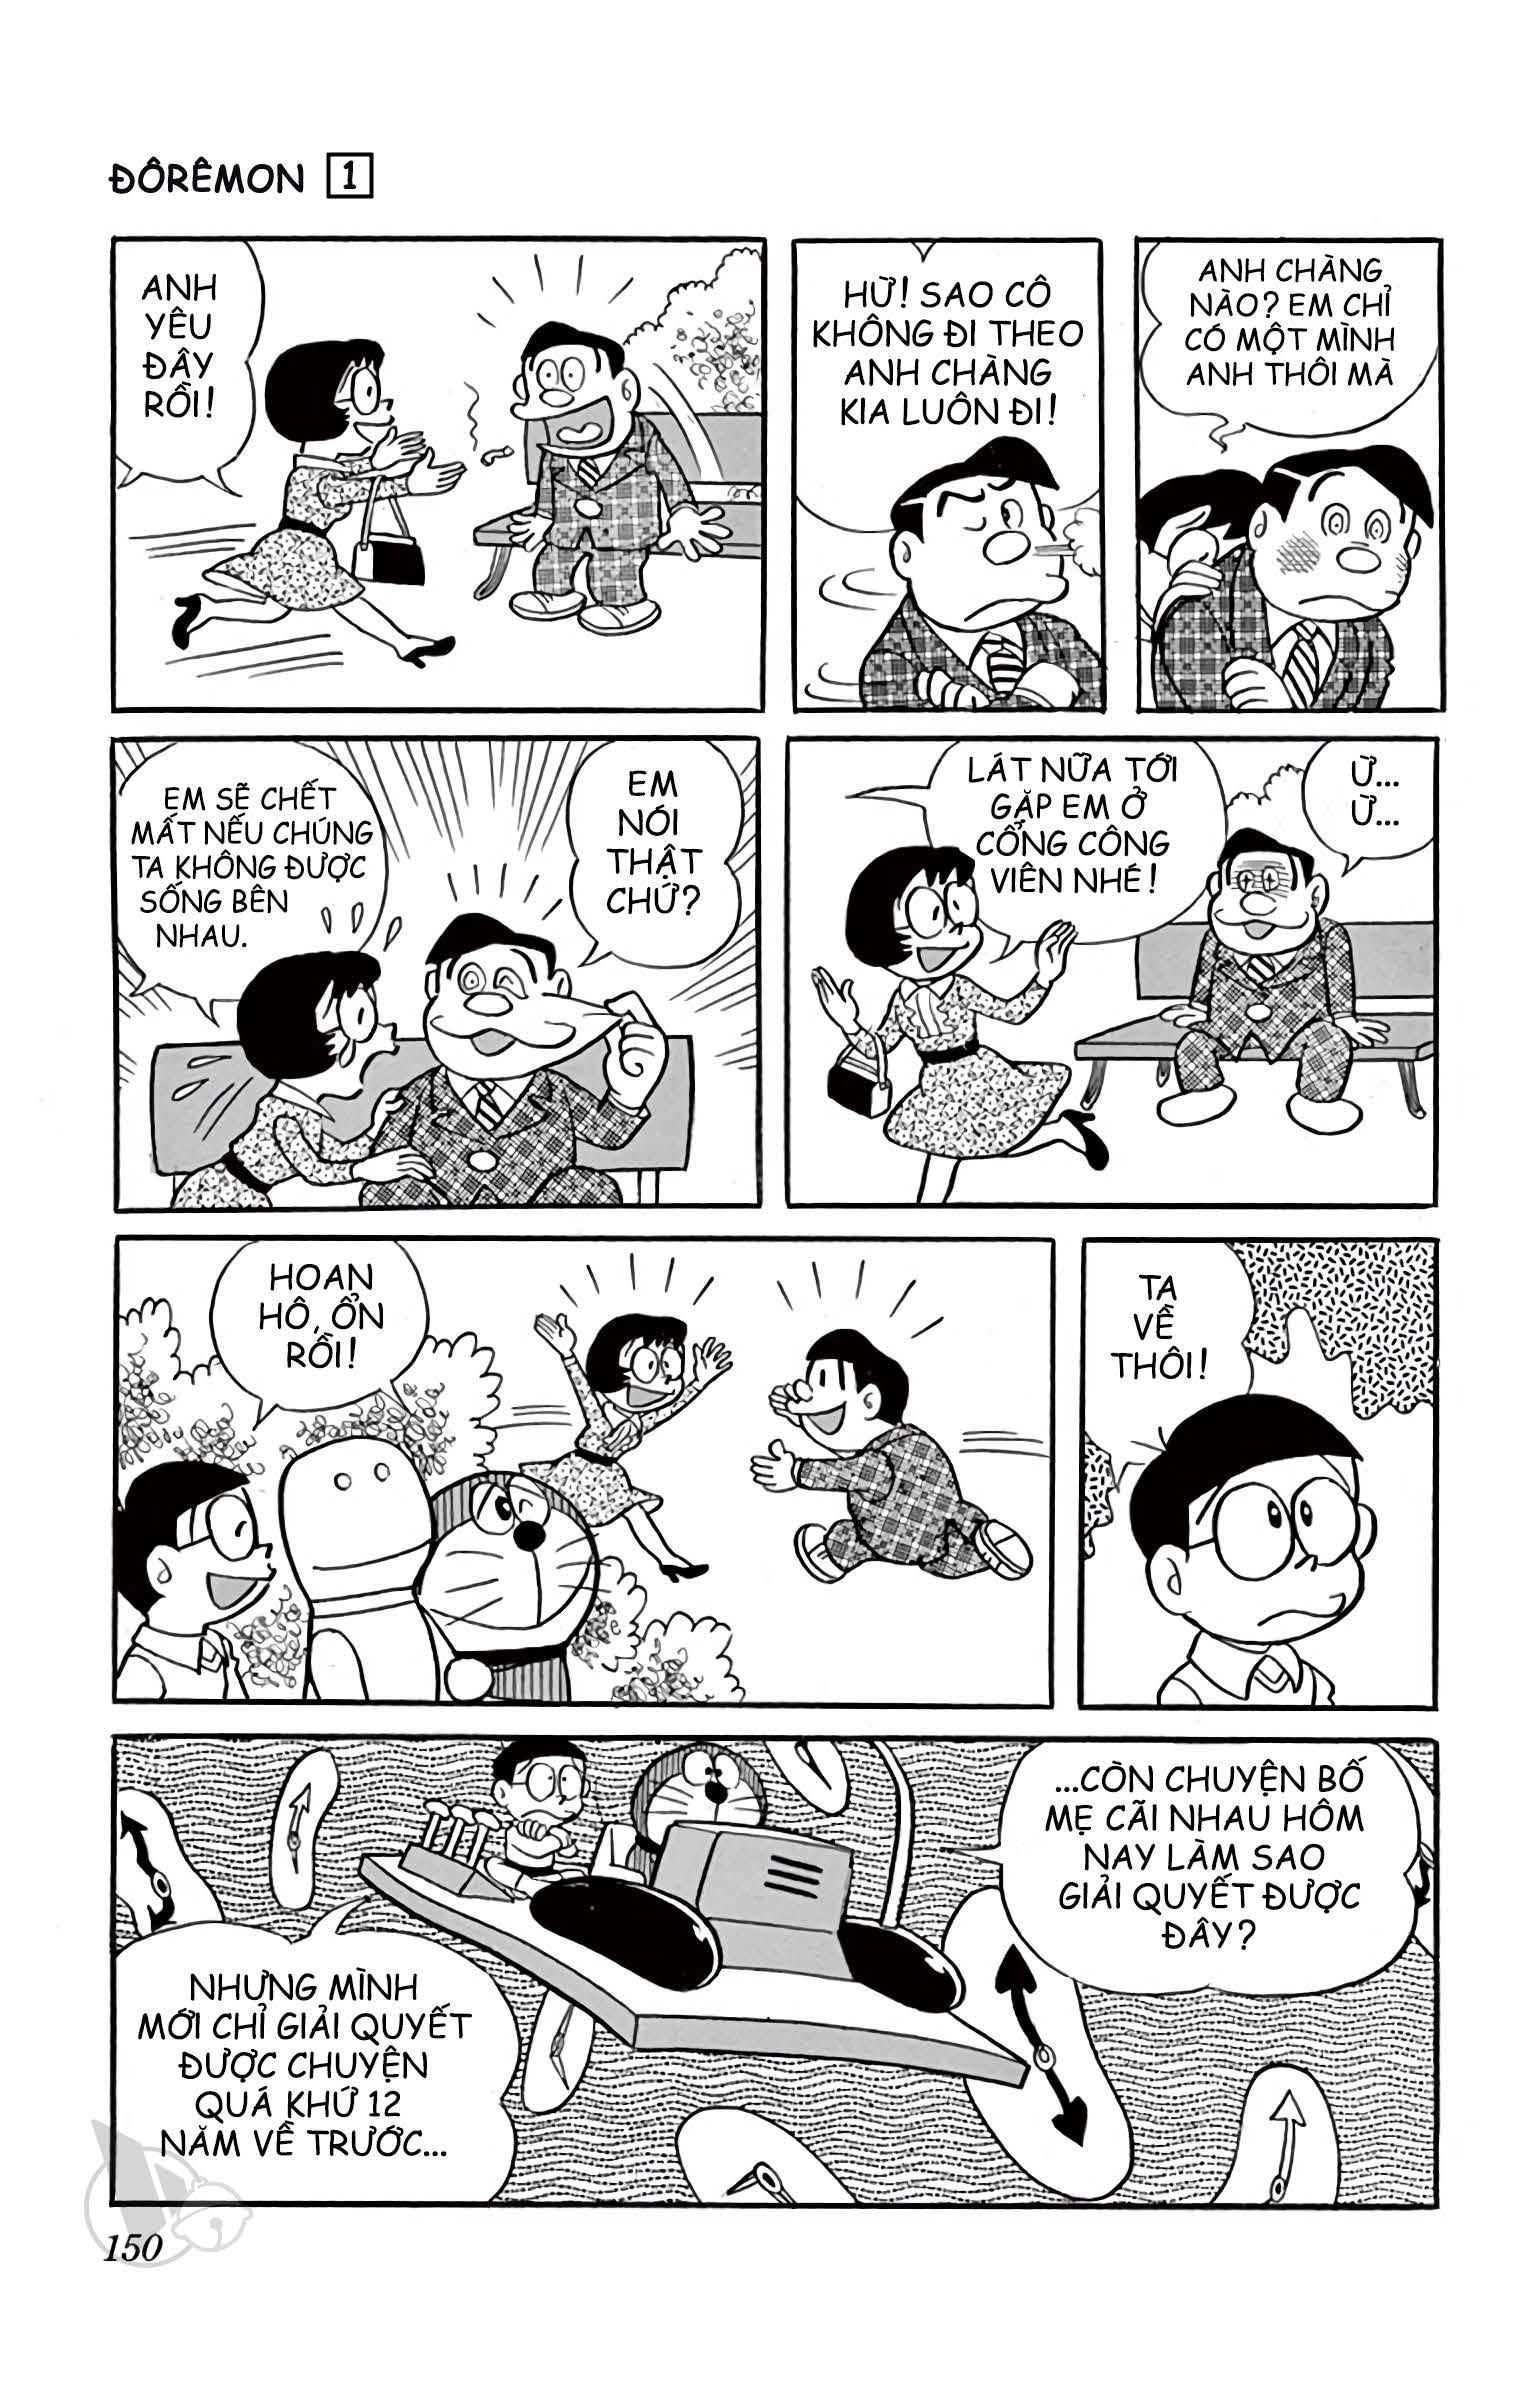 ĐÔRÊMON 1
ANH
YÊU
ĐÂY
RỒI!
HỪ! SAO CÔ
KHÔNG ĐI THEO
ANH CHÀNG
KIA LUÔN ĐI!
ANH CHÀNG
NÀO? EM CHỈ
CÓ MỘT MÌNH
ANH THÔI MÀ
EM SẼ CHẾT
MẤT NẾU CHÚNG
TA KHÔNG ĐƯỢC
SỐNG BÊN
NHAU.
EM
NÓI
THẬT
CHỨ?
LÁT NỮA TỚI
GẶP EM Ở
CỔNG CÔNG
VIÊN NHÉ!
Ừ...
Ừ...
HOAN
HÔ, ỔN
RỒI!
TA
VỀ
THÔI!
NHƯNG MÌNH
MỚI CHỈ GIẢI QUYẾT
ĐƯỢC CHUYỆN
QUÁ KHỨ 12
NĂM VỀ TRƯỚC...
...CÒN CHUYỆN BỐ
MẸ CÃI NHAU HÔM
NAY LÀM SAO
GIẢI QUYẾT ĐƯỢC
ĐÂY?
150